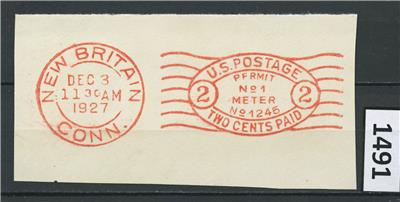 NEW BRITAIN
DEC 3
11 30 AM
1927
CONN.
U.S. POSTAGE
PERMIT
No 1
METER
No 1245
2 2
TWO CENTS PAID
1491